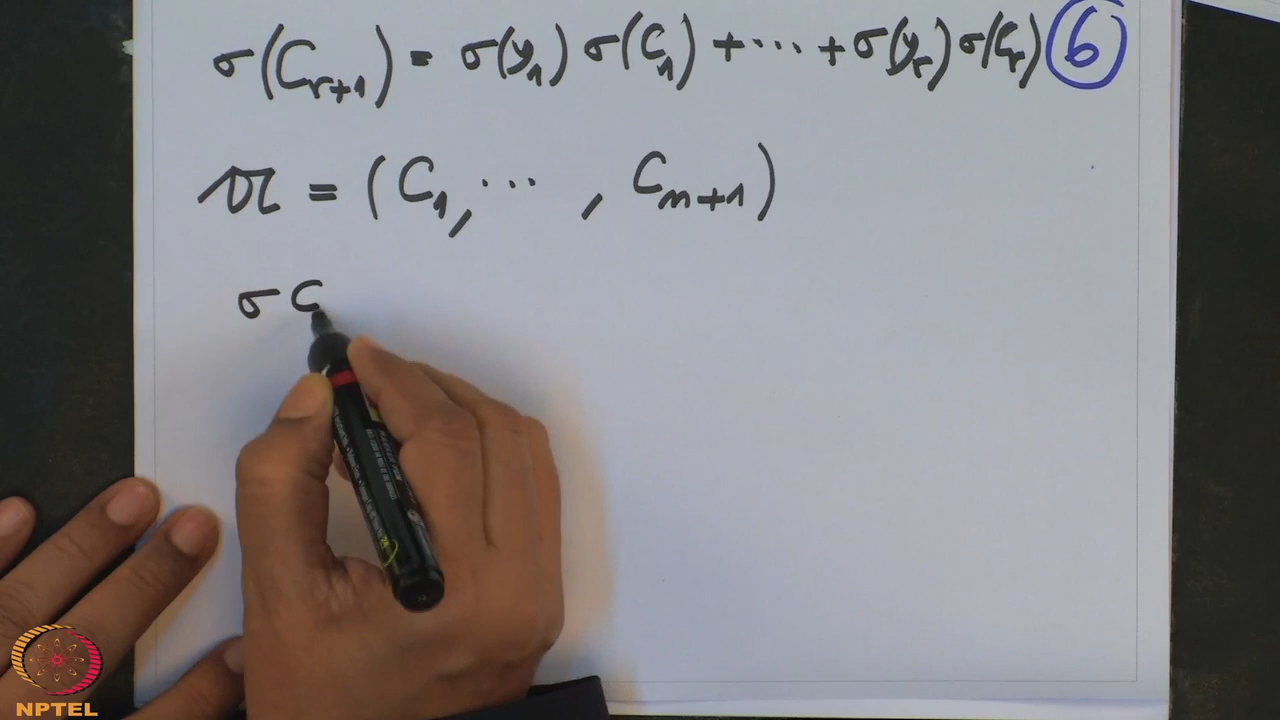 σ(C_{r+1}) = σ(y_1) σ(C_1) + ··· + σ(y_r) σ(C_r) 6
𝔐 = (C_1, ··· , C_{n+1})
σ C
NPTEL